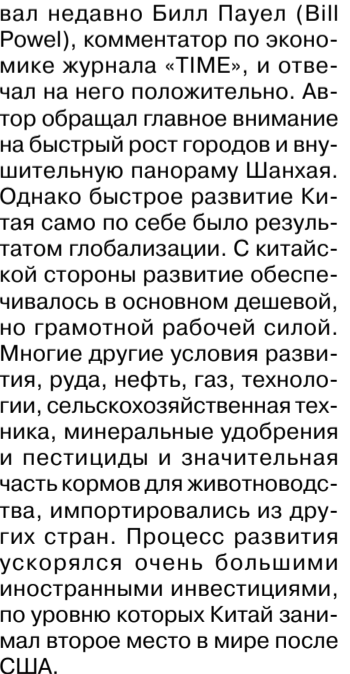 вал недавно Билл Пауел (Bill
Powel), комментатор по эконо-
мике журнала «TIME», и отве-
чал на него положительно. Ав-
тор обращал главное внимание
на быстрый рост городов и вну-
шительную панораму Шанхая.
Однако быстрое развитие Ки-
тая само по себе было резуль-
татом глобализации. С китайс-
кой стороны развитие обеспе-
чивалось в основном дешевой,
но грамотной рабочей силой.
Многие другие условия разви-
тия, руда, нефть, газ, техноло-
гии, сельскохозяйственная тех-
ника, минеральные удобрения
и пестициды и значительная
часть кормов для животноводс-
тва, импортировались из дру-
гих стран. Процесс развития
ускорялся очень большими
иностранными инвестициями,
по уровню которых Китай зани-
мал второе место в мире после
США.